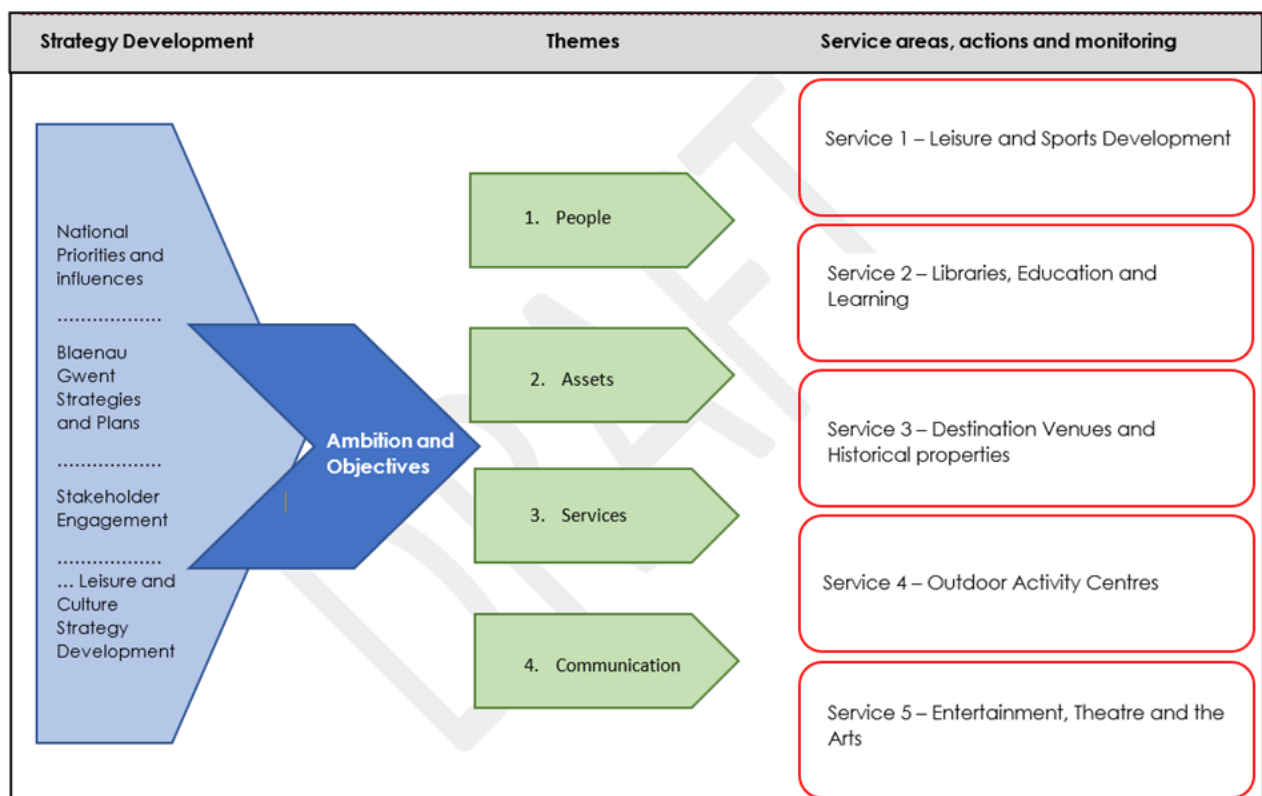 Strategy Development
Themes
Service areas, actions and monitoring
National
Priorities and
influences
..................
Blaenau
Gwent
Strategies
and Plans
..................
Stakeholder
Engagement
..................
... Leisure and
Culture
Strategy
Development
Ambition and
Objectives
1. People
2. Assets
3. Services
4. Communication
Service 1 – Leisure and Sports Development
Service 2 – Libraries, Education and
Learning
Service 3 – Destination Venues and
Historical properties
Service 4 – Outdoor Activity Centres
Service 5 – Entertainment, Theatre and the
Arts
DRAFT